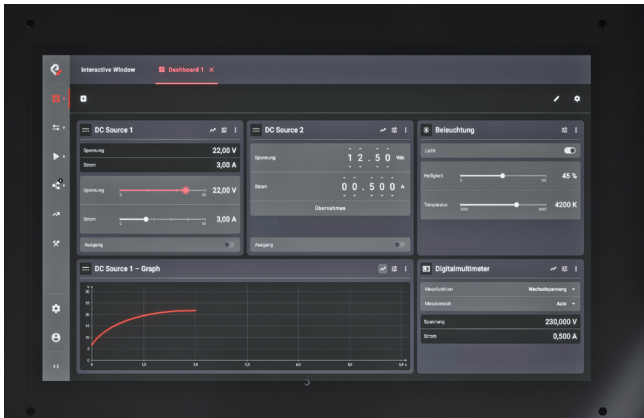 Interactive Window
Dashboard 1
DC Source 1
Spannung 22,00 V
Strom 3,00 A
Spannung 22,00 V
Strom 3,00 A
Ausgang
DC Source 2
Spannung 12.50 Vdc
Strom 00.500 A
Übernehmen
Ausgang
Beleuchtung
Licht
Helligkeit 45 %
Temperatur 4200 K
DC Source 1 – Graph
Digitalmultimeter
Messfunktion Wechselspannung
Messbereich Auto
Spannung 230,000 V
Strom 0,500 A